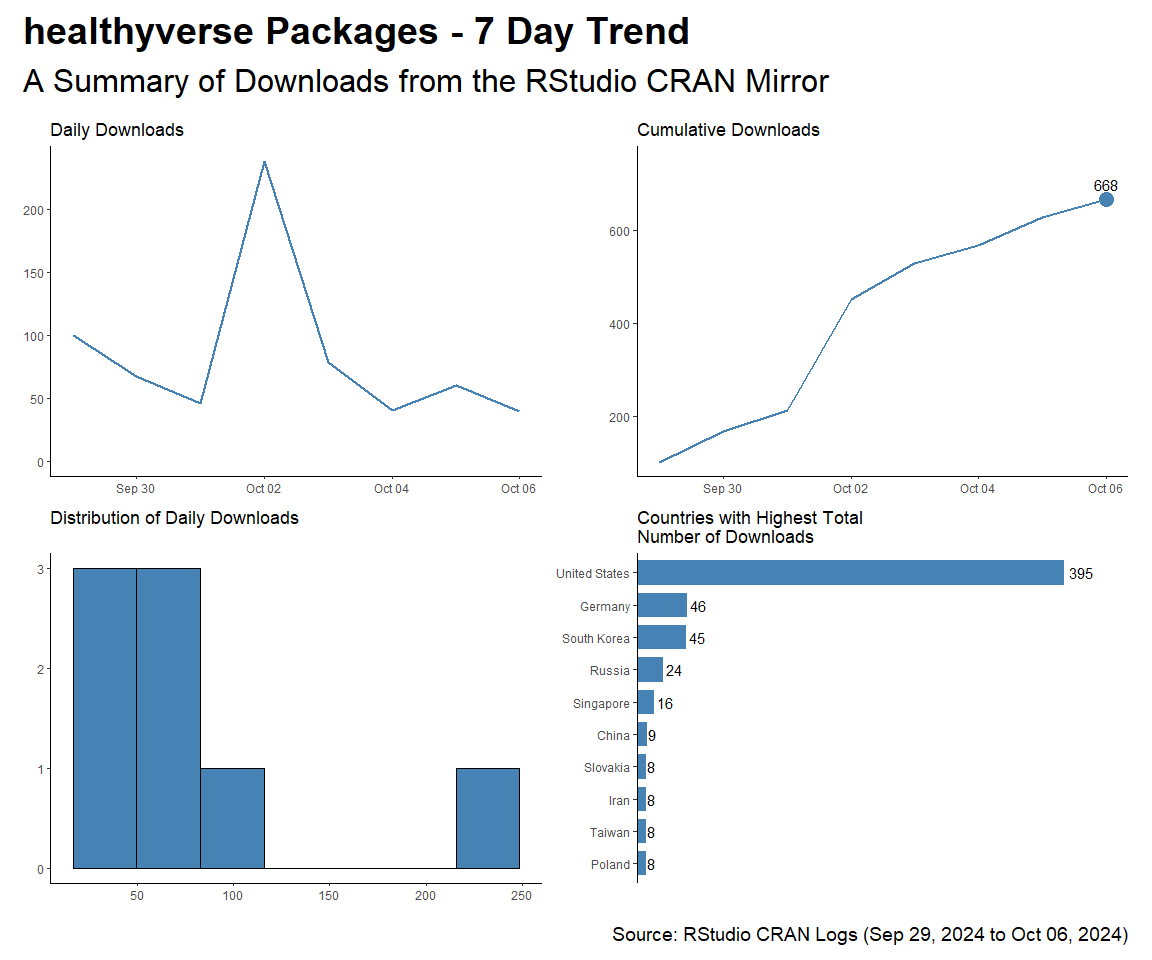 healthyverse Packages - 7 Day Trend
A Summary of Downloads from the RStudio CRAN Mirror
Daily Downloads
200
150
100
50
0
Sep 30
Oct 02
Oct 04
Oct 06
Cumulative Downloads
668
600
400
200
Sep 30
Oct 02
Oct 04
Oct 06
Distribution of Daily Downloads
3
2
1
0
50
100
150
200
250
Countries with Highest Total
Number of Downloads
United States 395
Germany 46
South Korea 45
Russia 24
Singapore 16
China 9
Slovakia 8
Iran 8
Taiwan 8
Poland 8
Source: RStudio CRAN Logs (Sep 29, 2024 to Oct 06, 2024)